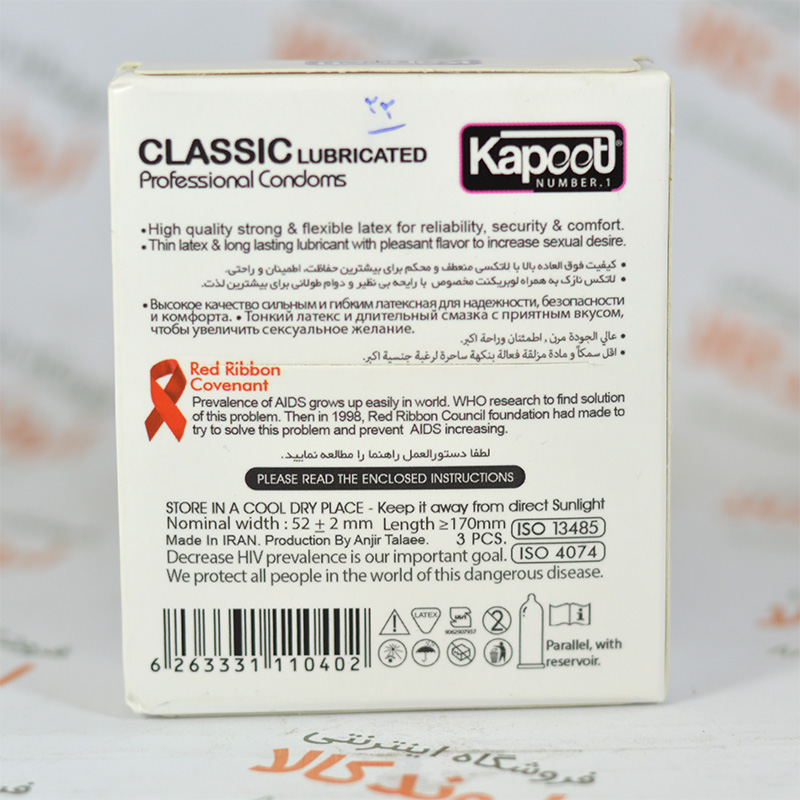 ۲۲
CLASSIC LUBRICATED
Professional Condoms
Kapoot®
NUMBER.1
• High quality strong & flexible latex for reliability, security & comfort.
• Thin latex & long lasting lubricant with pleasant flavor to increase sexual desire.
• کیفیت فوق العاده بالا با لاتکسی منعطف و محکم برای بیشترین حفاظت، اطمینان و راحتی.
• لاتکس نازک به همراه لوبریکنت مخصوص با رایحه بی نظیر و دوام طولانی برای بیشترین لذت.
• Высокое качество сильным и гибким латексная для надежности, безопасности
и комфорта. • Тонкий латекс и длительный смазка с приятным вкусом,
чтобы увеличить сексуальное желание.
• عالي الجودة مرن , اطمئنان وراحة اكبر.
• اقل سمكاً و مادة مزلقة فعالة بنكهة ساحرة لرغبة جنسية اكبر.
Red Ribbon
Covenant
Prevalence of AIDS grows up easily in world. WHO research to find solution
of this problem. Then in 1998, Red Ribbon Council foundation had made to
try to solve this problem and prevent AIDS increasing.
لطفا دستورالعمل راهنما را مطالعه نمایید.
PLEASE READ THE ENCLOSED INSTRUCTIONS
STORE IN A COOL DRY PLACE - Keep it away from direct Sunlight
Nominal width : 52 ± 2 mm Length ≥170mm ISO 13485
Made In IRAN. Production By Anjir Talaee. 3 PCS. ISO 4074
Decrease HIV prevalence is our important goal.
We protect all people in the world of this dangerous disease.
LATEX
6 263331 110402
Parallel, with
reservoir.
فروشگاه اینترنتی